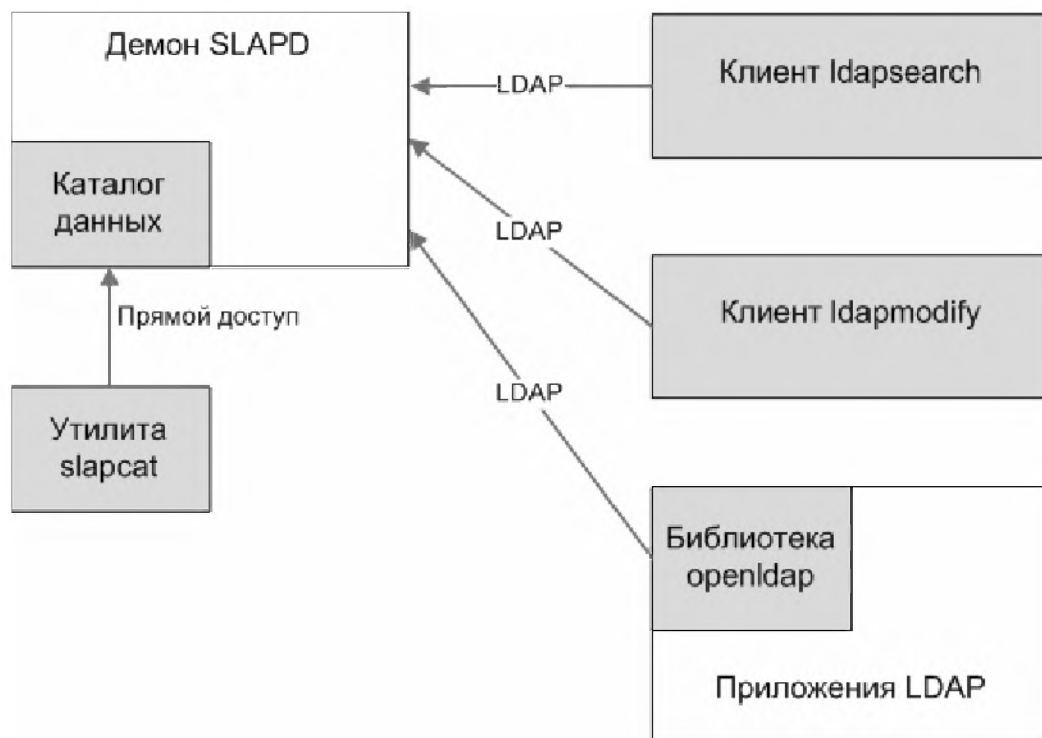 Демон SLAPD
Каталог
данных
Прямой доступ
Утилита
slapcat
LDAP
LDAP
LDAP
Клиент ldapsearch
Клиент ldapmodify
Библиотека
openldap
Приложения LDAP